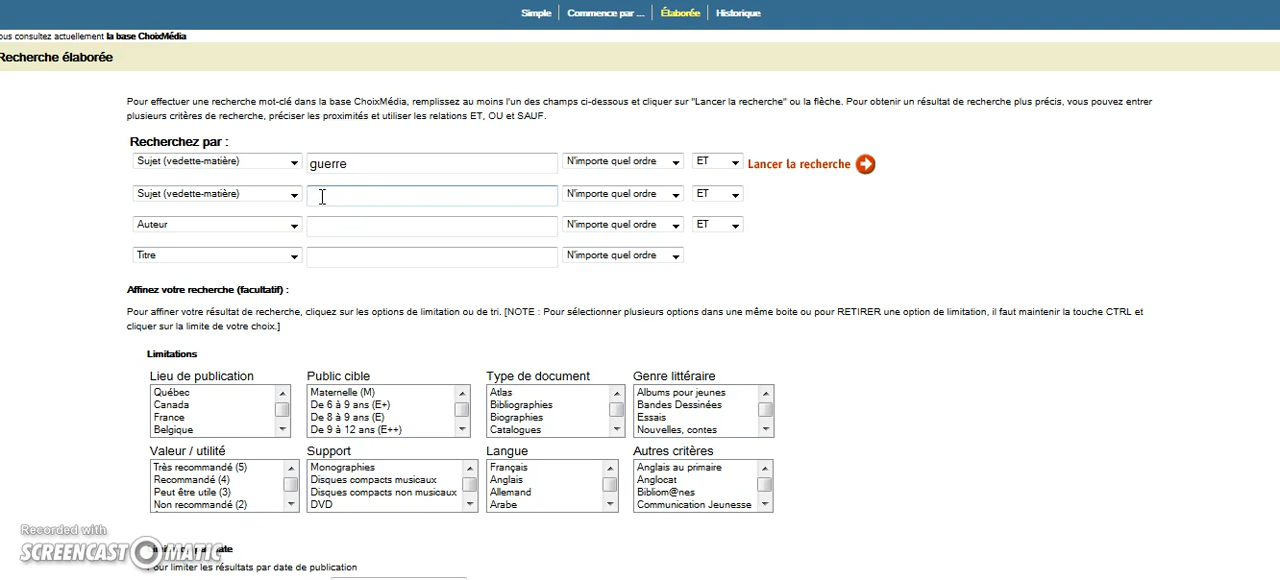 Simple Commence par ... Élaborée Historique
ous consultez actuellement la base ChoixMédia
Recherche élaborée
Pour effectuer une recherche mot-clé dans la base ChoixMédia, remplissez au moins l'un des champs ci-dessous et cliquer sur "Lancer la recherche" ou la flèche. Pour obtenir un résultat de recherche plus précis, vous pouvez entrer
plusieurs critères de recherche, préciser les proximités et utiliser les relations ET, OU et SAUF.
Recherchez par :
Sujet (vedette-matière) guerre N'importe quel ordre ET Lancer la recherche
Sujet (vedette-matière) N'importe quel ordre ET
Auteur N'importe quel ordre ET
Titre N'importe quel ordre
Affinez votre recherche (facultatif) :
Pour affiner votre résultat de recherche, cliquez sur les options de limitation ou de tri. [NOTE : Pour sélectionner plusieurs options dans une même boite ou pour RETIRER une option de limitation, il faut maintenir la touche CTRL et
cliquer sur la limite de votre choix.]
Limitations
Lieu de publication Public cible Type de document Genre littéraire
Québec Maternelle (M) Atlas Albums pour jeunes
Canada De 6 à 9 ans (E+) Bibliographies Bandes Dessinées
France De 8 à 9 ans (E) Biographies Essais
Belgique De 9 à 12 ans (E++) Catalogues Nouvelles, contes
Valeur / utilité Support Langue Autres critères
Très recommandé (5) Monographies Français Anglais au primaire
Recommandé (4) Disques compacts musicaux Anglais Anglocat
Peut être utile (3) Disques compacts non musicaux Allemand Bibliom@nes
Non recommandé (2) DVD Arabe Communication Jeunesse
Recorded with
SCREENCAST MATIC
Pour limiter les résultats par date de publication